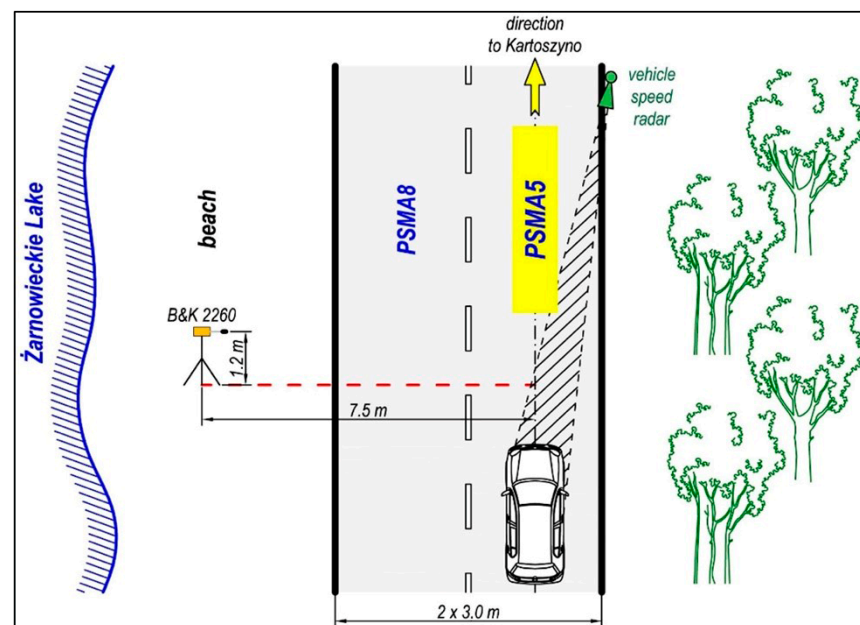 direction
to Kartoszyno
vehicle
speed
radar
Żarnowieckie Lake
beach
PSMA8
PSMA5
B&K 2260
1.2 m
7.5 m
2 x 3.0 m